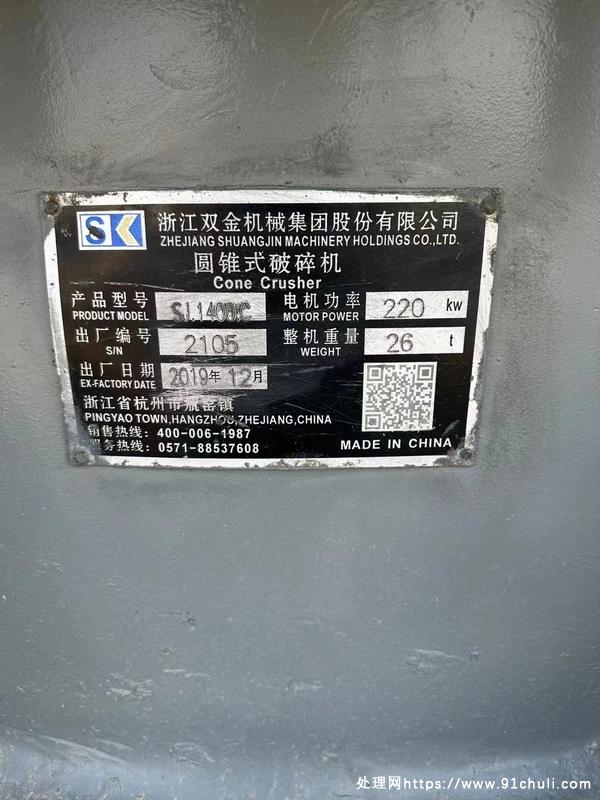 SK
浙江双金机械集团股份有限公司
ZHEJIANG SHUANGJIN MACHINERY HOLDINGS CO.,LTD.
圆锥式破碎机
Cone Crusher
产品型号 电机功率 220 kw
PRODUCT MODEL MOTOR POWER
出厂编号 2105 整机重量 26 t
S/N WEIGHT
出厂日期 2019年 12月
EX-FACTORY DATE
浙江省杭州市瓶窑镇
PINGYAO TOWN,HANGZHOU,ZHEJIANG,CHINA
销售热线: 400-006-1987
服务热线: 0571-88537608
MADE IN CHINA
处理网https://www.91chuli.com